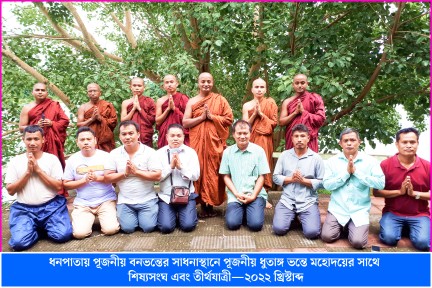 ধনপাতায় পূজনীয় বনভন্তের সাধনাস্থানে পূজনীয় ধুতাঙ্গ ভন্তে মহোদয়ের সাথে
শিষ্যসংঘ এবং তীর্থযাত্রী—২০২২ খ্রিস্টাব্দ